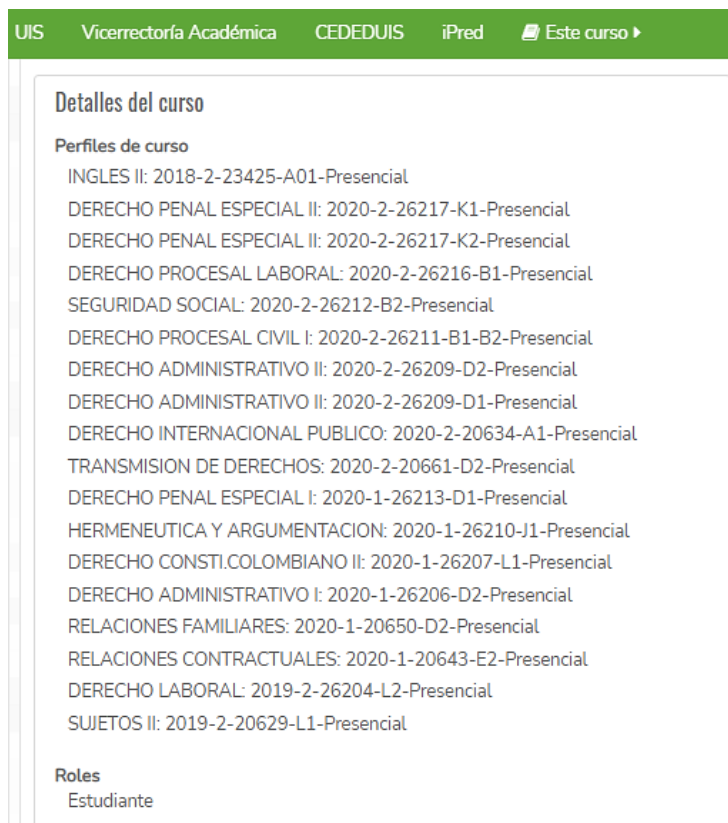 UIS Vicerrectoría Académica CEDEDUIS iPred Este curso
Detalles del curso
Perfiles de curso
INGLES II: 2018-2-23425-A01-Presencial
DERECHO PENAL ESPECIAL II: 2020-2-26217-K1-Presencial
DERECHO PENAL ESPECIAL II: 2020-2-26217-K2-Presencial
DERECHO PROCESAL LABORAL: 2020-2-26216-B1-Presencial
SEGURIDAD SOCIAL: 2020-2-26212-B2-Presencial
DERECHO PROCESAL CIVIL I: 2020-2-26211-B1-B2-Presencial
DERECHO ADMINISTRATIVO II: 2020-2-26209-D2-Presencial
DERECHO ADMINISTRATIVO II: 2020-2-26209-D1-Presencial
DERECHO INTERNACIONAL PUBLICO: 2020-2-20634-A1-Presencial
TRANSMISION DE DERECHOS: 2020-2-20661-D2-Presencial
DERECHO PENAL ESPECIAL I: 2020-1-26213-D1-Presencial
HERMENEUTICA Y ARGUMENTACION: 2020-1-26210-J1-Presencial
DERECHO CONSTI.COLOMBIANO II: 2020-1-26207-L1-Presencial
DERECHO ADMINISTRATIVO I: 2020-1-26206-D2-Presencial
RELACIONES FAMILIARES: 2020-1-20650-D2-Presencial
RELACIONES CONTRACTUALES: 2020-1-20643-E2-Presencial
DERECHO LABORAL: 2019-2-26204-L2-Presencial
SUJETOS II: 2019-2-20629-L1-Presencial
Roles
Estudiante